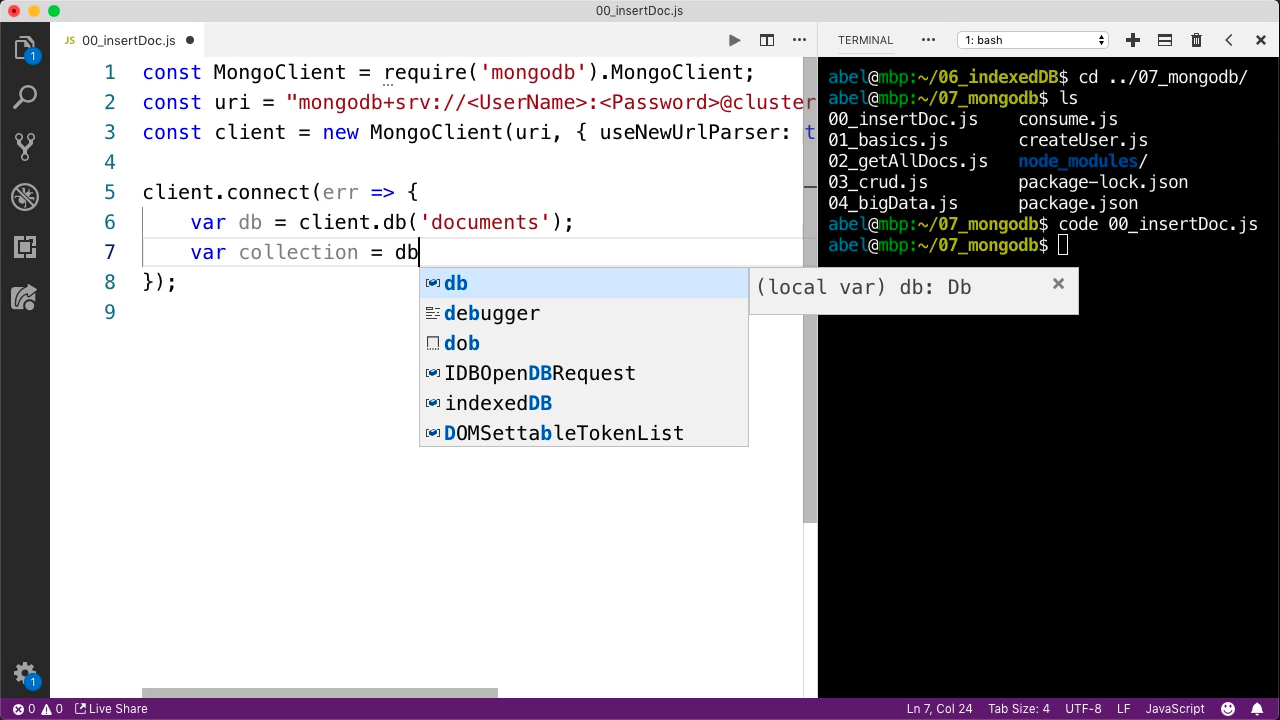 00_insertDoc.js
JS 00_insertDoc.js
TERMINAL 1: bash
1 const MongoClient = require('mongodb').MongoClient;
2 const uri = "mongodb+srv://<UserName>:<Password>@cluster
3 const client = new MongoClient(uri, { useNewUrlParser: t
4
5 client.connect(err => {
6 var db = client.db('documents');
7 var collection = db
8 });
9
db
debugger
dob
IDBOpenDBRequest
indexedDB
DOMSettableTokenList
(local var) db: Db
abel@mbp:~/06_indexedDB$ cd ../07_mongodb/
abel@mbp:~/07_mongodb$ ls
00_insertDoc.js consume.js
01_basics.js createUser.js
02_getAllDocs.js node_modules/
03_crud.js package-lock.json
04_bigData.js package.json
abel@mbp:~/07_mongodb$ code 00_insertDoc.js
abel@mbp:~/07_mongodb$
1
1
0 0 Live Share Ln 7, Col 24 Tab Size: 4 UTF-8 LF JavaScript